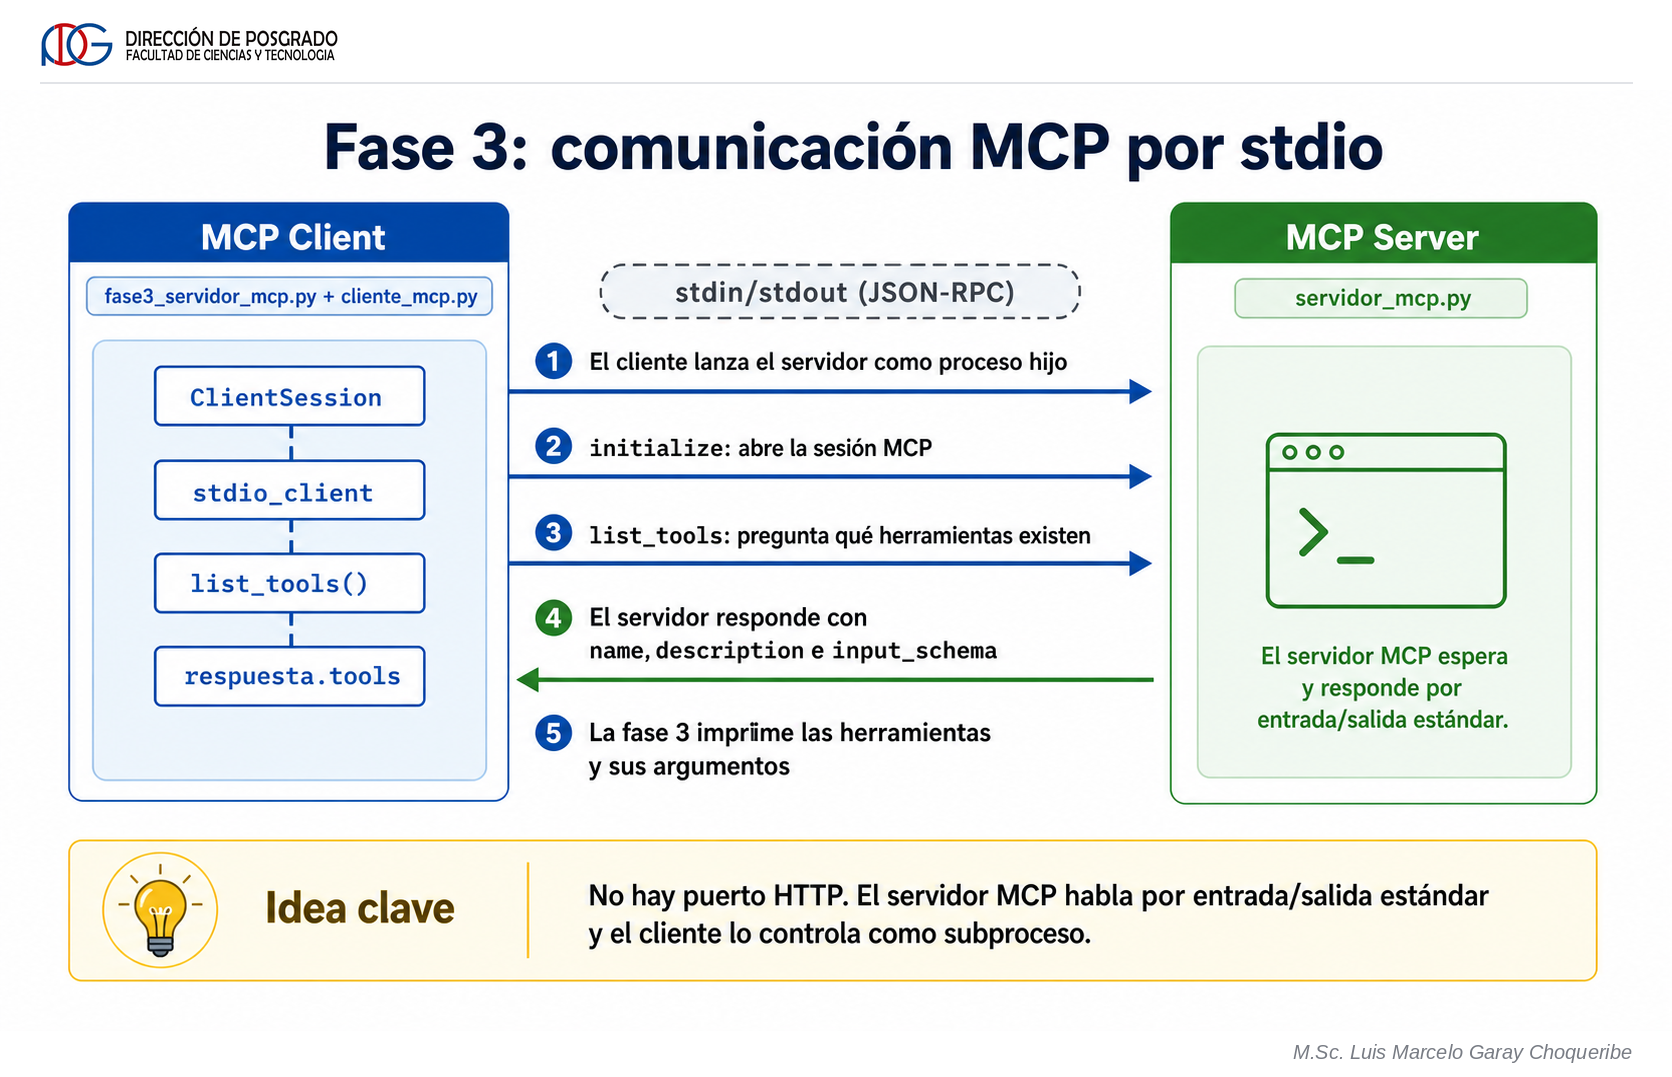 DIRECCIÓN DE POSGRADO
FACULTAD DE CIENCIAS Y TECNOLOGIA
Fase 3: comunicación MCP por stdio
MCP Client
fase3_servidor_mcp.py + cliente_mcp.py
ClientSession
stdio_client
list_tools()
respuesta.tools
stdin/stdout (JSON-RPC)
1 El cliente lanza el servidor como proceso hijo
2 initialize: abre la sesión MCP
3 list_tools: pregunta qué herramientas existen
4 El servidor responde con
name, description e input_schema
5 La fase 3 imprime las herramientas
y sus argumentos
MCP Server
servidor_mcp.py
>_
El servidor MCP espera
y responde por
entrada/salida estándar.
Idea clave
No hay puerto HTTP. El servidor MCP habla por entrada/salida estándar
y el cliente lo controla como subproceso.
M.Sc. Luis Marcelo Garay Choqueribe